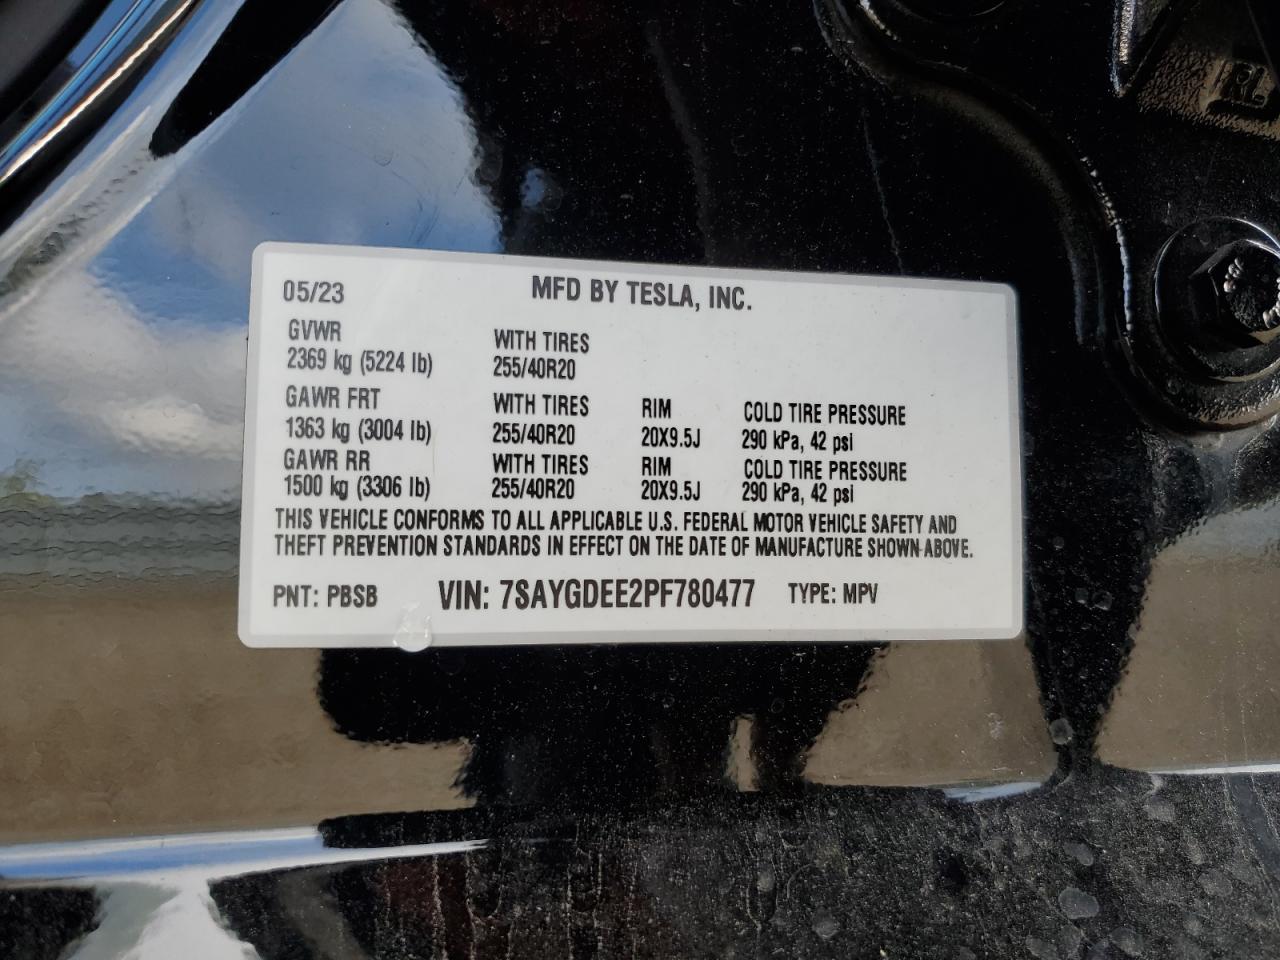 05/23 MFD BY TESLA, INC.
GVWR WITH TIRES
2369 kg (5224 lb) 255/40R20
GAWR FRT WITH TIRES RIM COLD TIRE PRESSURE
1363 kg (3004 lb) 255/40R20 20X9.5J 290 kPa, 42 psi
GAWR RR WITH TIRES RIM COLD TIRE PRESSURE
1500 kg (3306 lb) 255/40R20 20X9.5J 290 kPa, 42 psi
THIS VEHICLE CONFORMS TO ALL APPLICABLE U.S. FEDERAL MOTOR VEHICLE SAFETY AND
THEFT PREVENTION STANDARDS IN EFFECT ON THE DATE OF MANUFACTURE SHOWN ABOVE.
PNT: PBSB VIN: 7SAYGDEE2PF780477 TYPE: MPV
RL